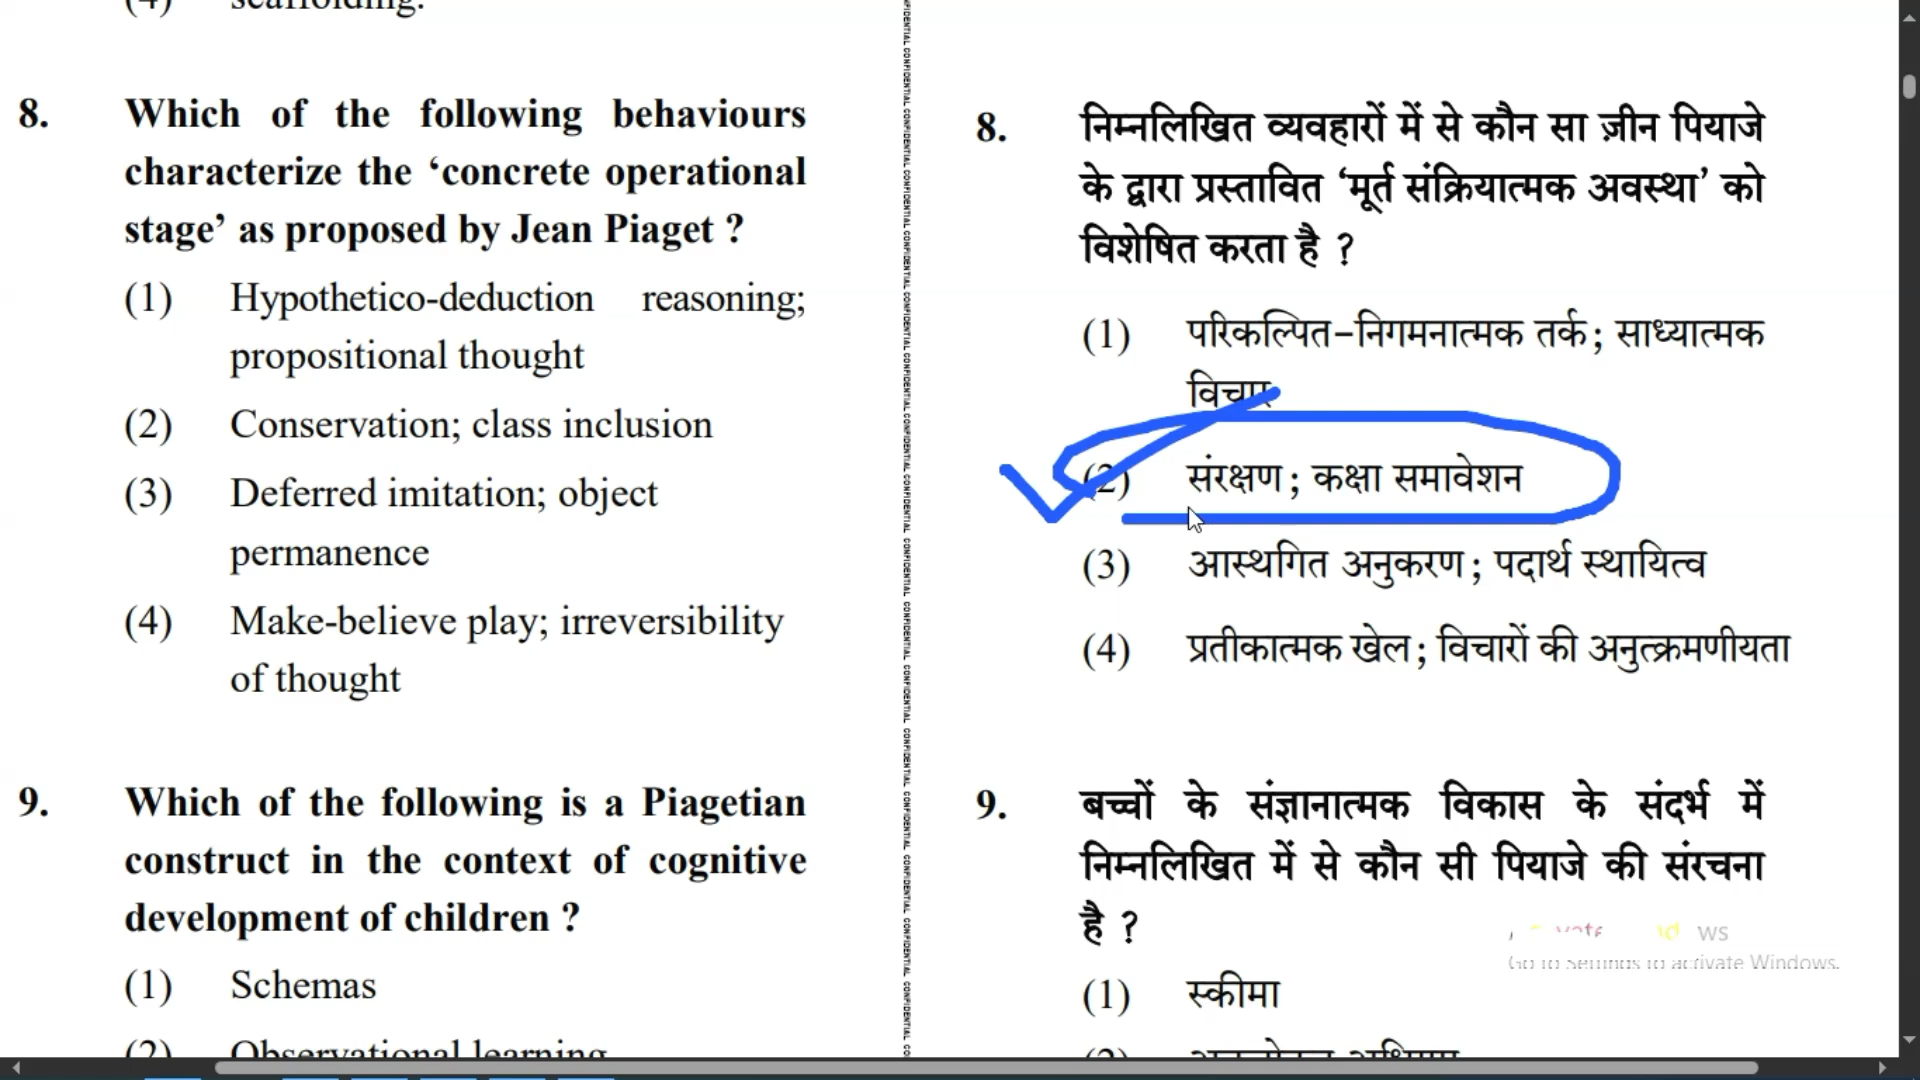 (4) scaffolding.
8. Which of the following behaviours
characterize the ‘concrete operational
stage’ as proposed by Jean Piaget ?
(1) Hypothetico-deduction reasoning;
propositional thought
(2) Conservation; class inclusion
(3) Deferred imitation; object
permanence
(4) Make-believe play; irreversibility
of thought
9. Which of the following is a Piagetian
construct in the context of cognitive
development of children ?
(1) Schemas
(2) Observational learning
8. निम्नलिखित व्यवहारों में से कौन सा ज़ीन पियाजे
के द्वारा प्रस्तावित ‘मूर्त संक्रियात्मक अवस्था’ को
विशेषित करता है ?
(1) परिकल्पित-निगमनात्मक तर्क; साध्यात्मक
विचार
(2) संरक्षण; कक्षा समावेशन
(3) आस्थगित अनुकरण; पदार्थ स्थायित्व
(4) प्रतीकात्मक खेल; विचारों की अनुत्क्रमणीयता
9. बच्चों के संज्ञानात्मक विकास के संदर्भ में
निम्नलिखित में से कौन सी पियाजे की संरचना
है ?
(1) स्कीमा
(2)
Go to Settings to activate Windows.